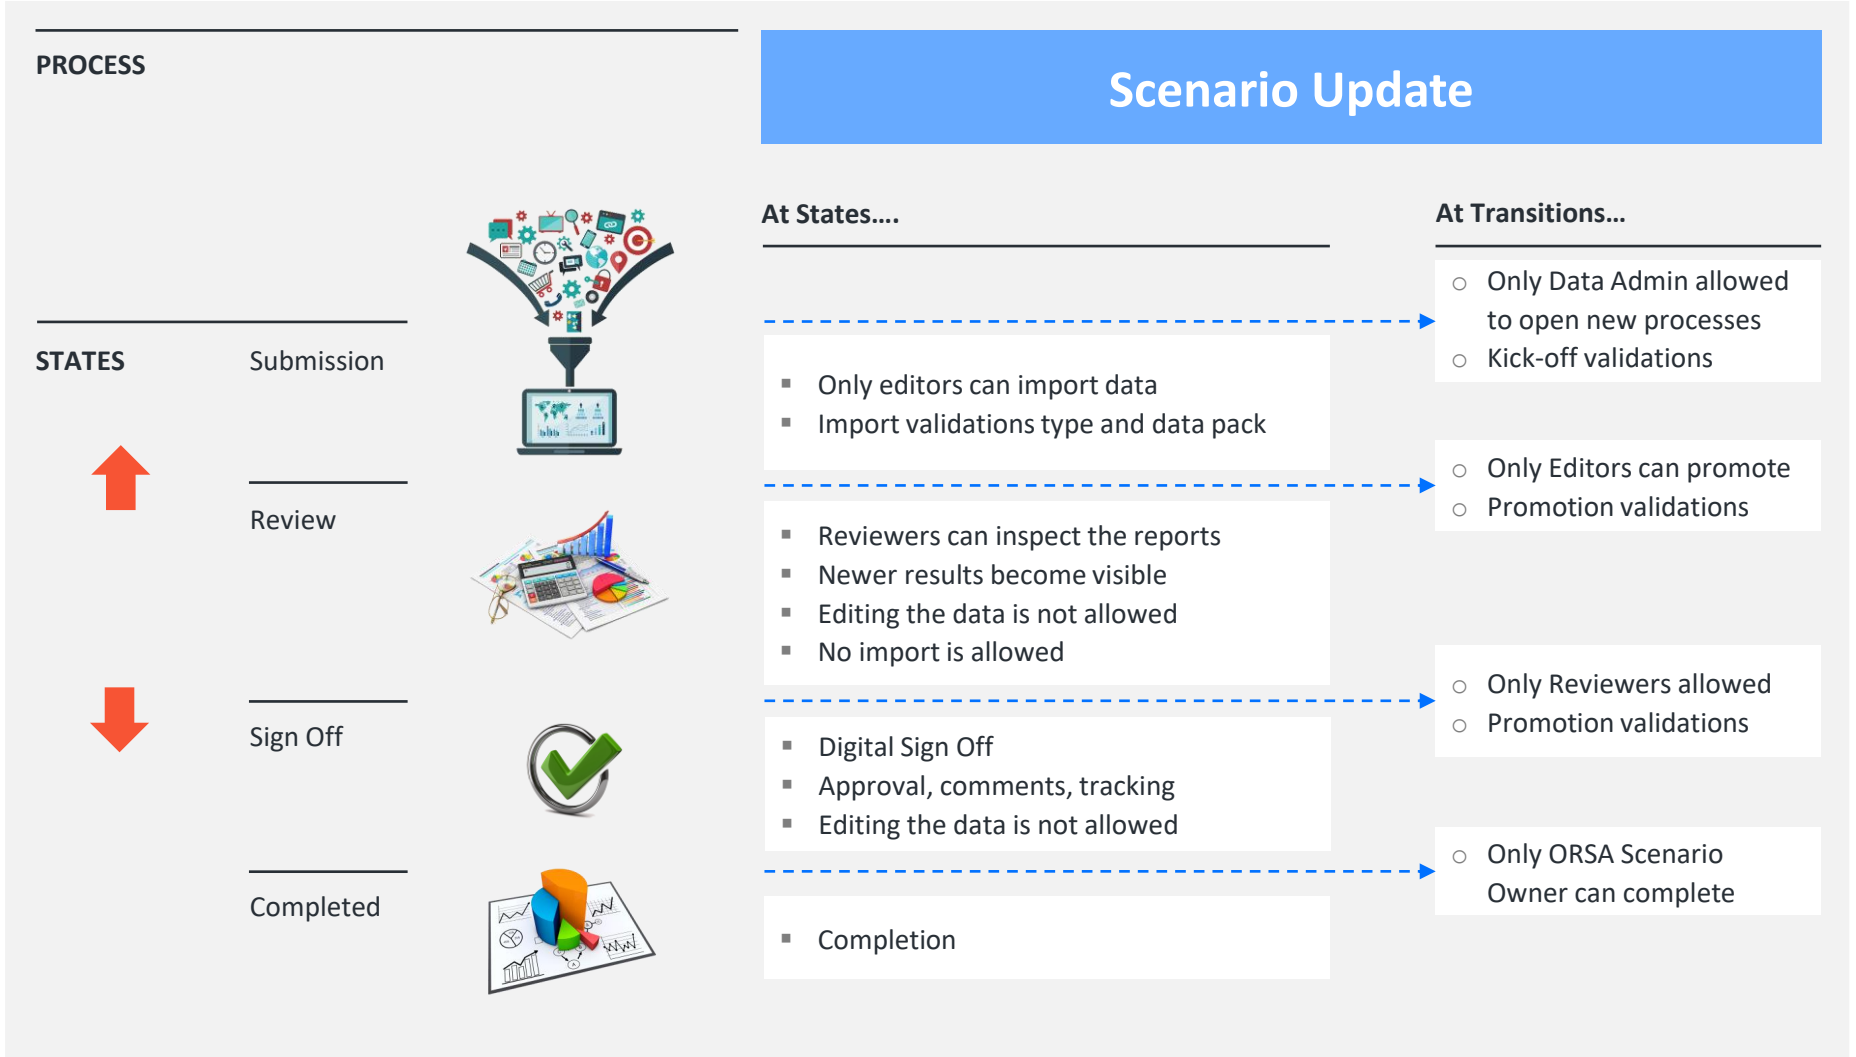 PROCESS
Scenario Update
At States….
At Transitions…
Only Data Admin allowed
to open new processes
Kick-off validations
STATES
Submission
Only editors can import data
Import validations type and data pack
Only Editors can promote
Promotion validations
Review
Reviewers can inspect the reports
Newer results become visible
Editing the data is not allowed
No import is allowed
Only Reviewers allowed
Promotion validations
Sign Off
Digital Sign Off
Approval, comments, tracking
Editing the data is not allowed
Only ORSA Scenario
Owner can complete
Completed
Completion